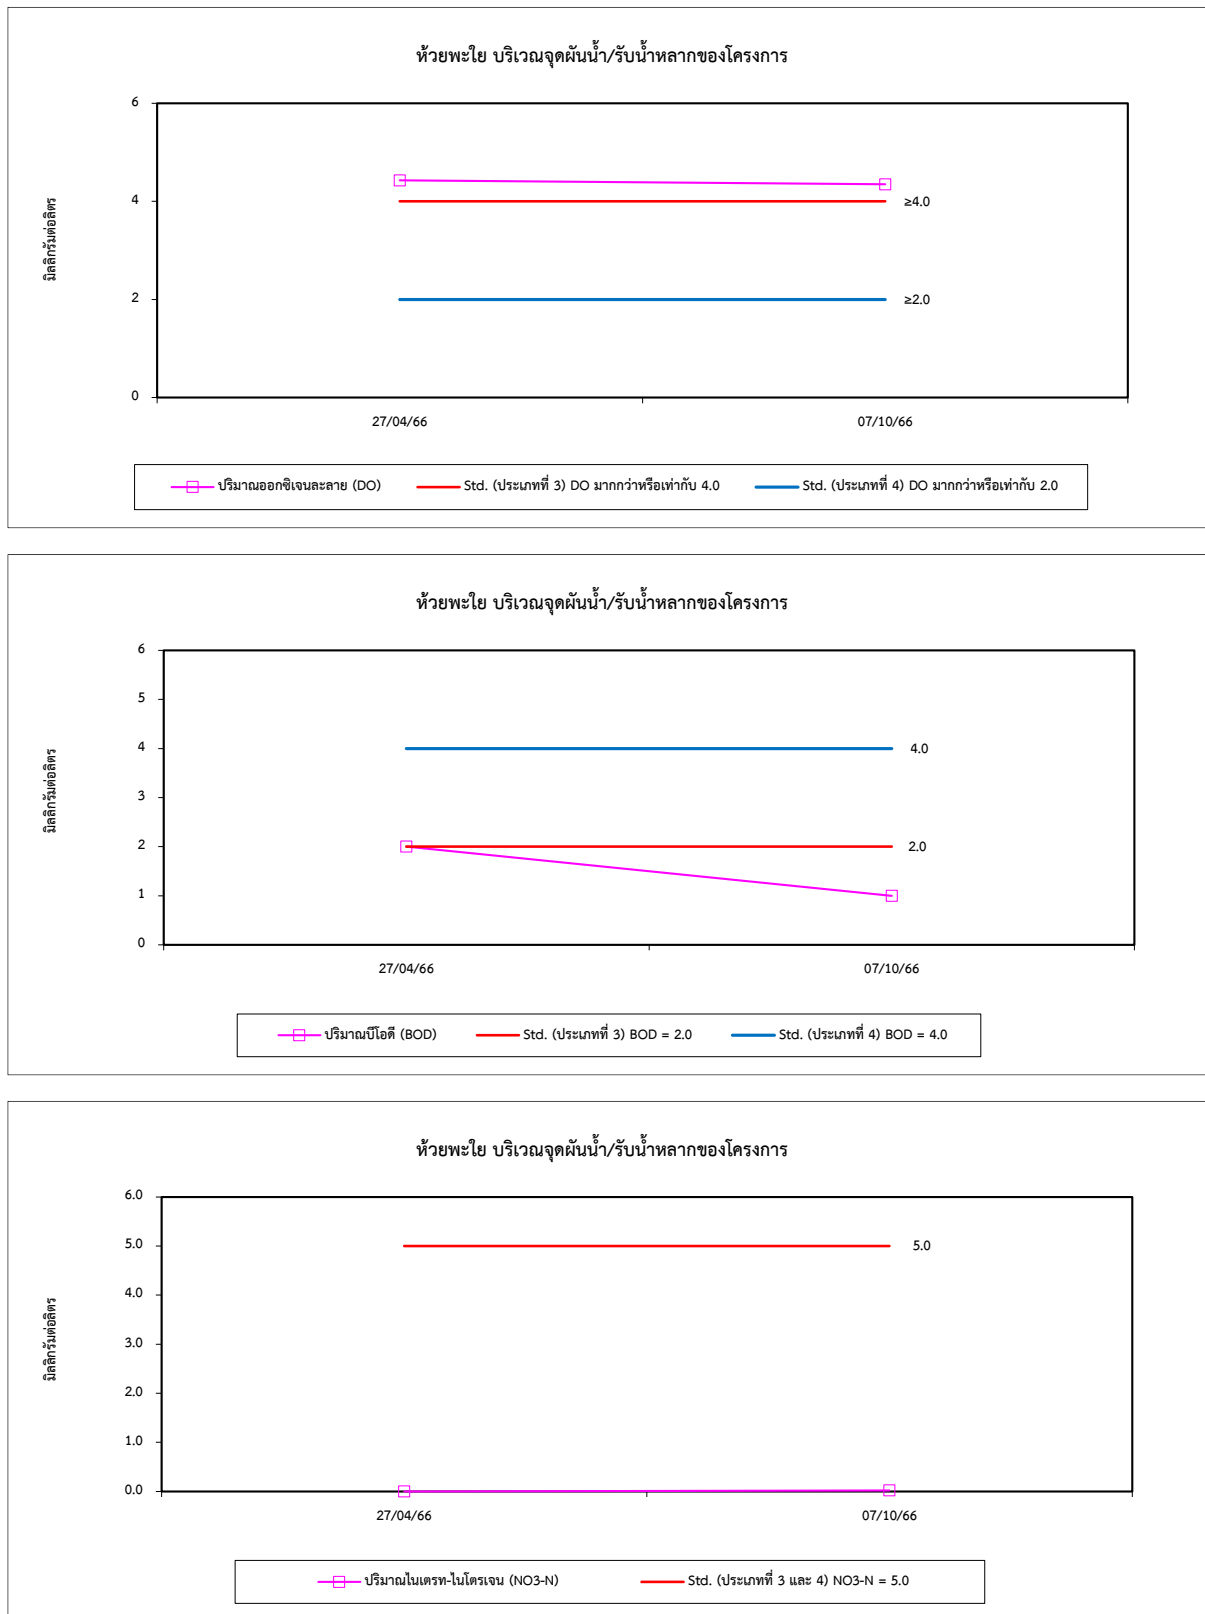 ห้วยพะใย บริเวณจุดผันน้ำ/รับน้ำหลากของโครงการ
มิลลิกรัมต่อลิตร
6
4
2
0
≥4.0
≥2.0
27/04/66 07/10/66
ปริมาณออกซิเจนละลาย (DO) Std. (ประเภทที่ 3) DO มากกว่าหรือเท่ากับ 4.0 Std. (ประเภทที่ 4) DO มากกว่าหรือเท่ากับ 2.0
ห้วยพะใย บริเวณจุดผันน้ำ/รับน้ำหลากของโครงการ
มิลลิกรัมต่อลิตร
6
5
4
3
2
1
0
4.0
2.0
27/04/66 07/10/66
ปริมาณบีโอดี (BOD) Std. (ประเภทที่ 3) BOD = 2.0 Std. (ประเภทที่ 4) BOD = 4.0
ห้วยพะใย บริเวณจุดผันน้ำ/รับน้ำหลากของโครงการ
มิลลิกรัมต่อลิตร
6.0
5.0
4.0
3.0
2.0
1.0
0.0
5.0
27/04/66 07/10/66
ปริมาณไนเตรท-ไนโตรเจน (NO3-N) Std. (ประเภทที่ 3 และ 4) NO3-N = 5.0